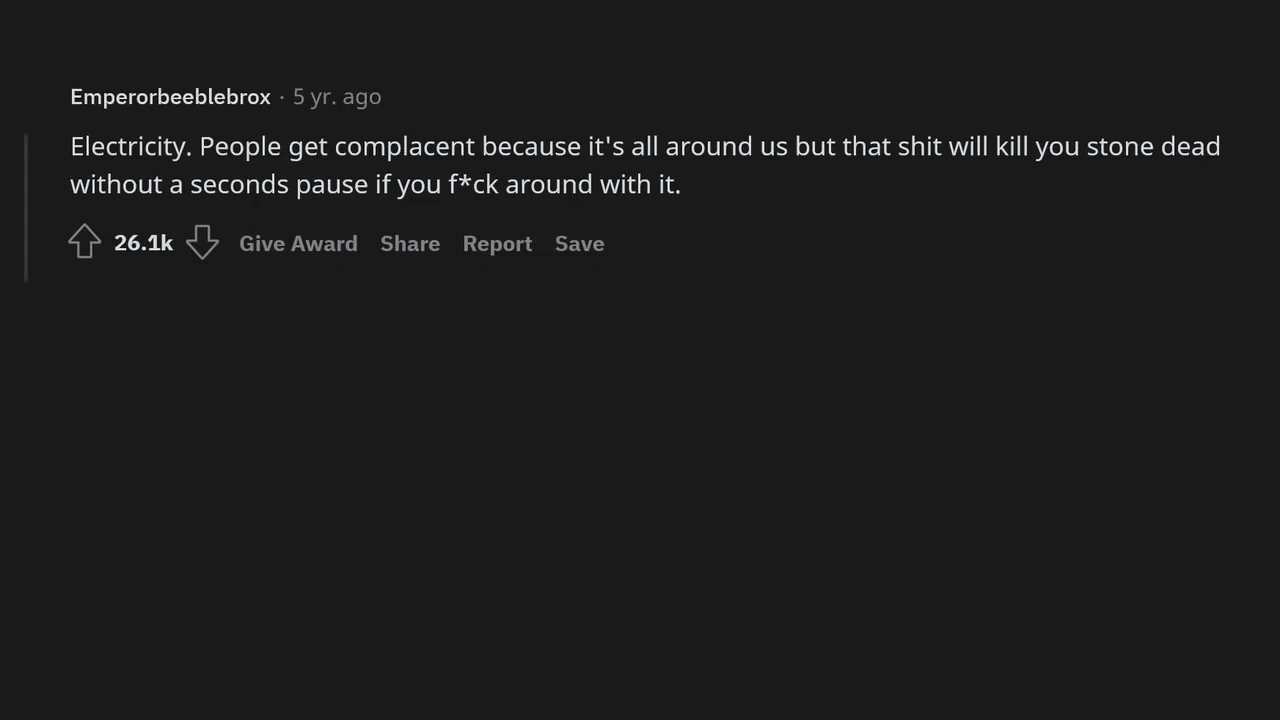 Emperorbeeblebrox · 5 yr. ago
Electricity. People get complacent because it's all around us but that shit will kill you stone dead
without a seconds pause if you f*ck around with it.
26.1k Give Award Share Report Save